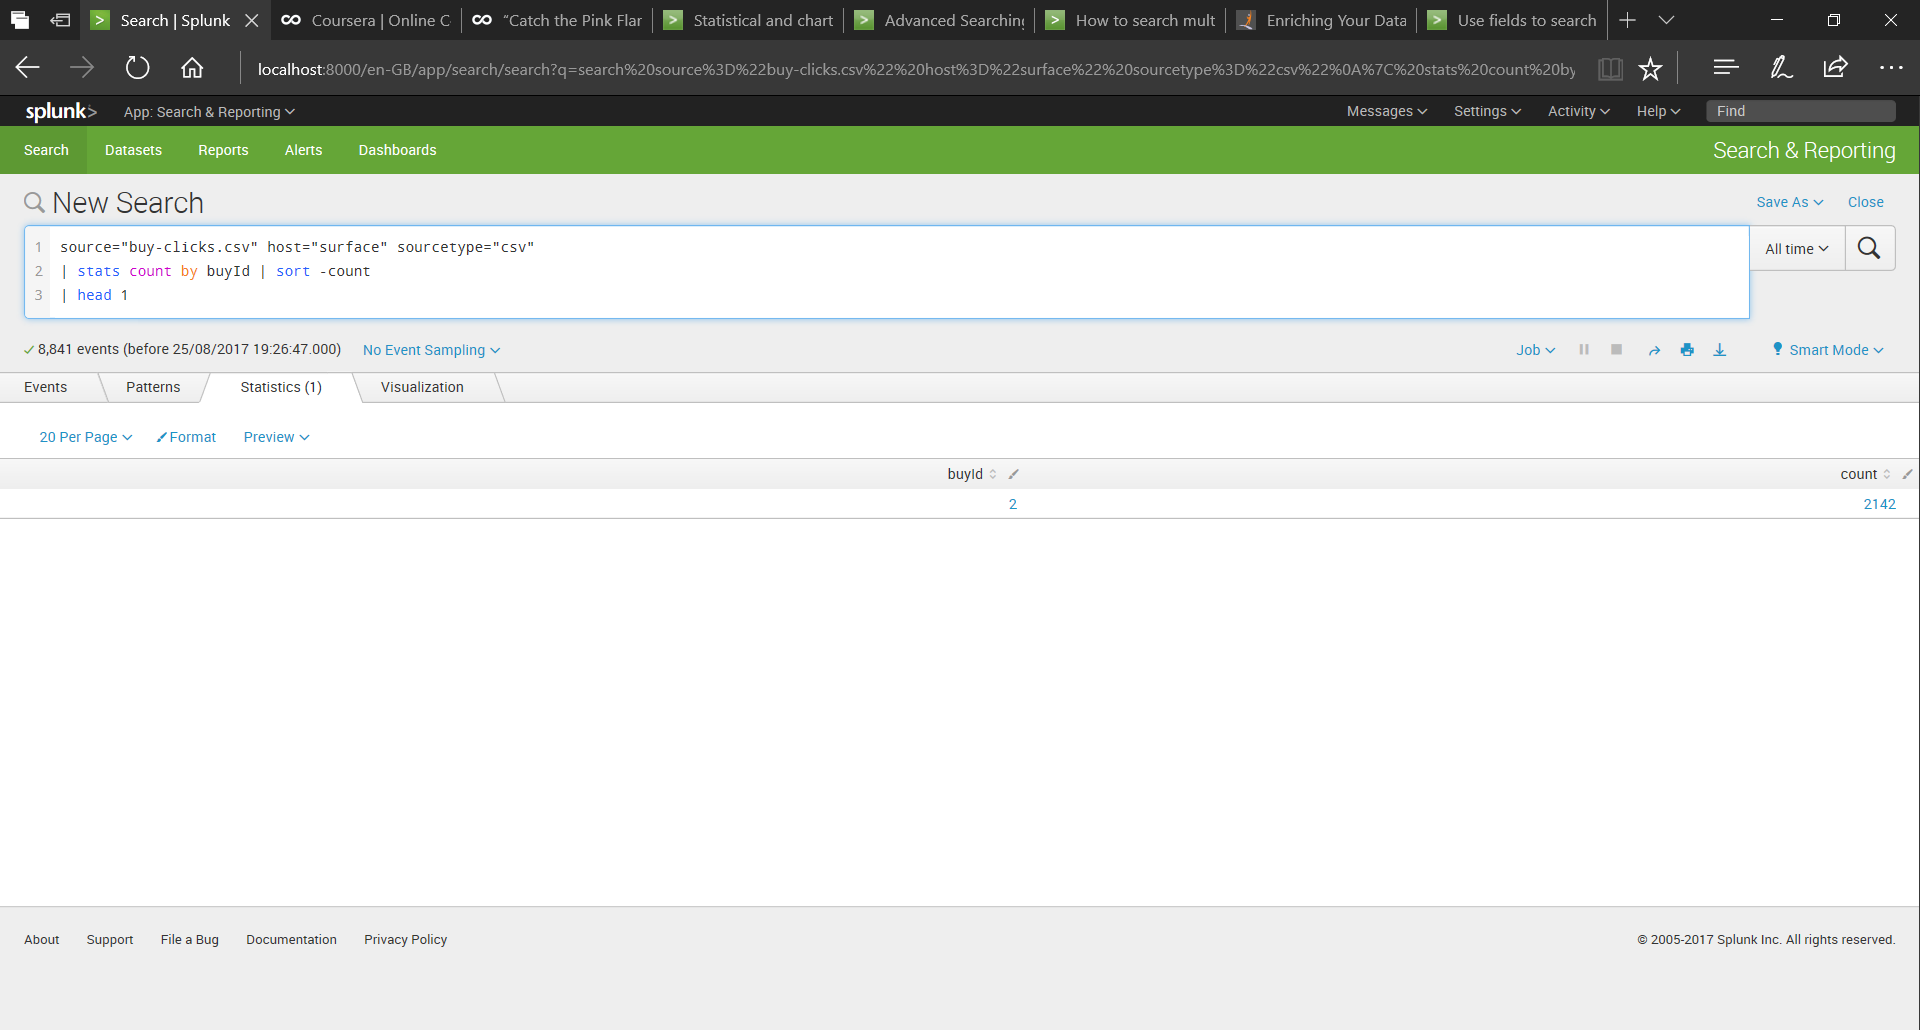 Search | Splunk
Coursera | Online C
“Catch the Pink Flar
Statistical and chart
Advanced Searching
How to search mult
Enriching Your Data
Use fields to search
localhost:8000/en-GB/app/search/search?q=search%20source%3D%22buy-clicks.csv%22%20host%3D%22surface%22%20sourcetype%3D%22csv%22%0A%7C%20stats%20count%20by
splunk> App: Search & Reporting Messages Settings Activity Help Find
Search Datasets Reports Alerts Dashboards Search & Reporting
New Search Save As Close
1 source="buy-clicks.csv" host="surface" sourcetype="csv"
All time
2 | stats count by buyId | sort -count
3 | head 1
8,841 events (before 25/08/2017 19:26:47.000) No Event Sampling Job Smart Mode
Events Patterns Statistics (1) Visualization
20 Per Page Format Preview
buyId count
2 2142
About Support File a Bug Documentation Privacy Policy © 2005-2017 Splunk Inc. All rights reserved.